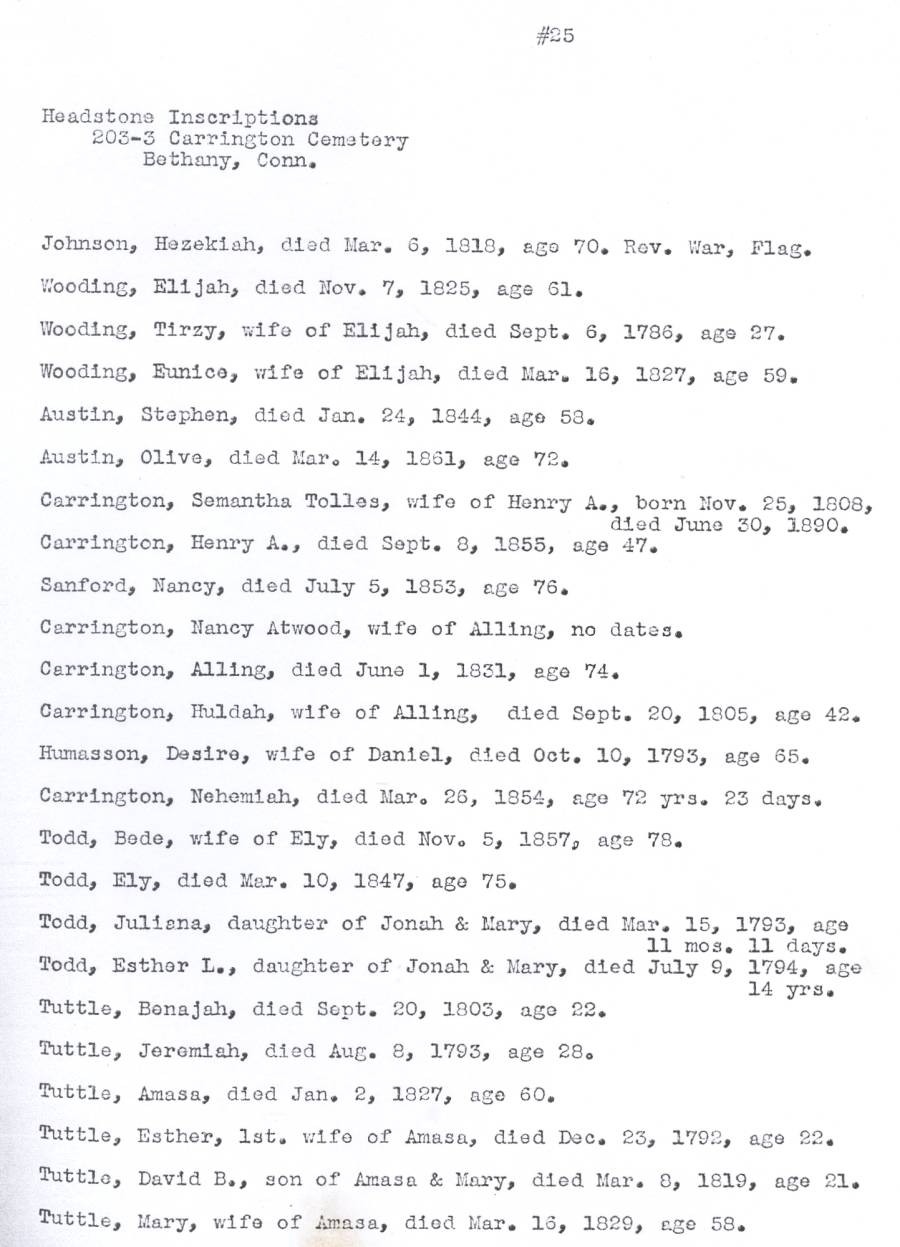 #25
Headstone Inscriptions
203-3 Carrington Cemetery
Bethany, Conn.
Johnson, Hezekiah, died Mar. 6, 1818, age 70. Rev. War, Flag.
Wooding, Elijah, died Nov. 7, 1825, age 61.
Wooding, Tirzy, wife of Elijah, died Sept. 6, 1786, age 27.
Wooding, Eunice, wife of Elijah, died Mar. 16, 1827, age 59.
Austin, Stephen, died Jan. 24, 1844, age 58.
Austin, Olive, died Mar. 14, 1861, age 72.
Carrington, Semantha Tolles, wife of Henry A., born Nov. 25, 1808,
died June 30, 1890.
Carrington, Henry A., died Sept. 8, 1855, age 47.
Sanford, Nancy, died July 5, 1853, age 76.
Carrington, Nancy Atwood, wife of Alling, no dates.
Carrington, Alling, died June 1, 1831, age 74.
Carrington, Huldah, wife of Alling, died Sept. 20, 1805, age 42.
Humasson, Desire, wife of Daniel, died Oct. 10, 1793, age 65.
Carrington, Nehemiah, died Mar. 26, 1854, age 72 yrs. 23 days.
Todd, Bede, wife of Ely, died Nov. 5, 1857, age 78.
Todd, Ely, died Mar. 10, 1847, age 75.
Todd, Juliana, daughter of Jonah & Mary, died Mar. 15, 1793, age
11 mos. 11 days.
Todd, Esther L., daughter of Jonah & Mary, died July 9, 1794, age
14 yrs.
Tuttle, Benajah, died Sept. 20, 1803, age 22.
Tuttle, Jeremiah, died Aug. 8, 1793, age 28.
Tuttle, Amasa, died Jan. 2, 1827, age 60.
Tuttle, Esther, 1st. wife of Amasa, died Dec. 23, 1792, age 22.
Tuttle, David B., son of Amasa & Mary, died Mar. 8, 1819, age 21.
Tuttle, Mary, wife of Amasa, died Mar. 16, 1829, age 58.